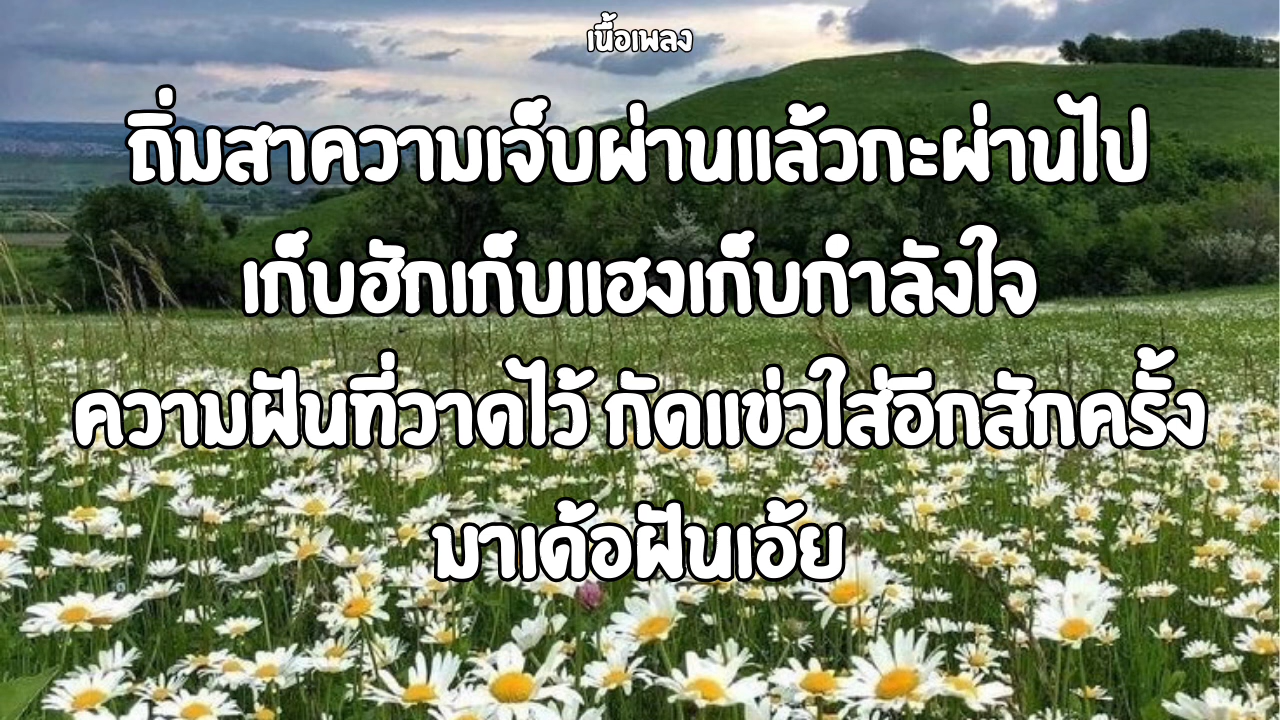 เนื้อเพลง
ถิ่มสาความเจ็บผ่านแล้วกะผ่านไป
เก็บฮักเก็บแฮงเก็บกำลังใจ
ความฝันที่วาดไว้ กัดแข่วใส่อีกสักครั้ง
มาเด้อฝันเอ้ย